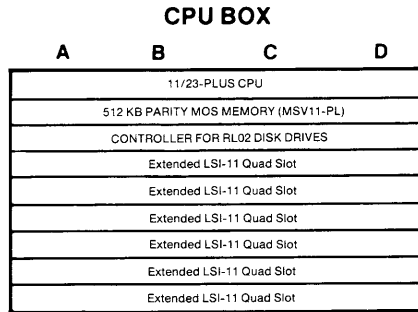 CPU BOX
A B C D
11/23-PLUS CPU
512 KB PARITY MOS MEMORY (MSV11-PL)
CONTROLLER FOR RL02 DISK DRIVES
Extended LSI-11 Quad Slot
Extended LSI-11 Quad Slot
Extended LSI-11 Quad Slot
Extended LSI-11 Quad Slot
Extended LSI-11 Quad Slot
Extended LSI-11 Quad Slot